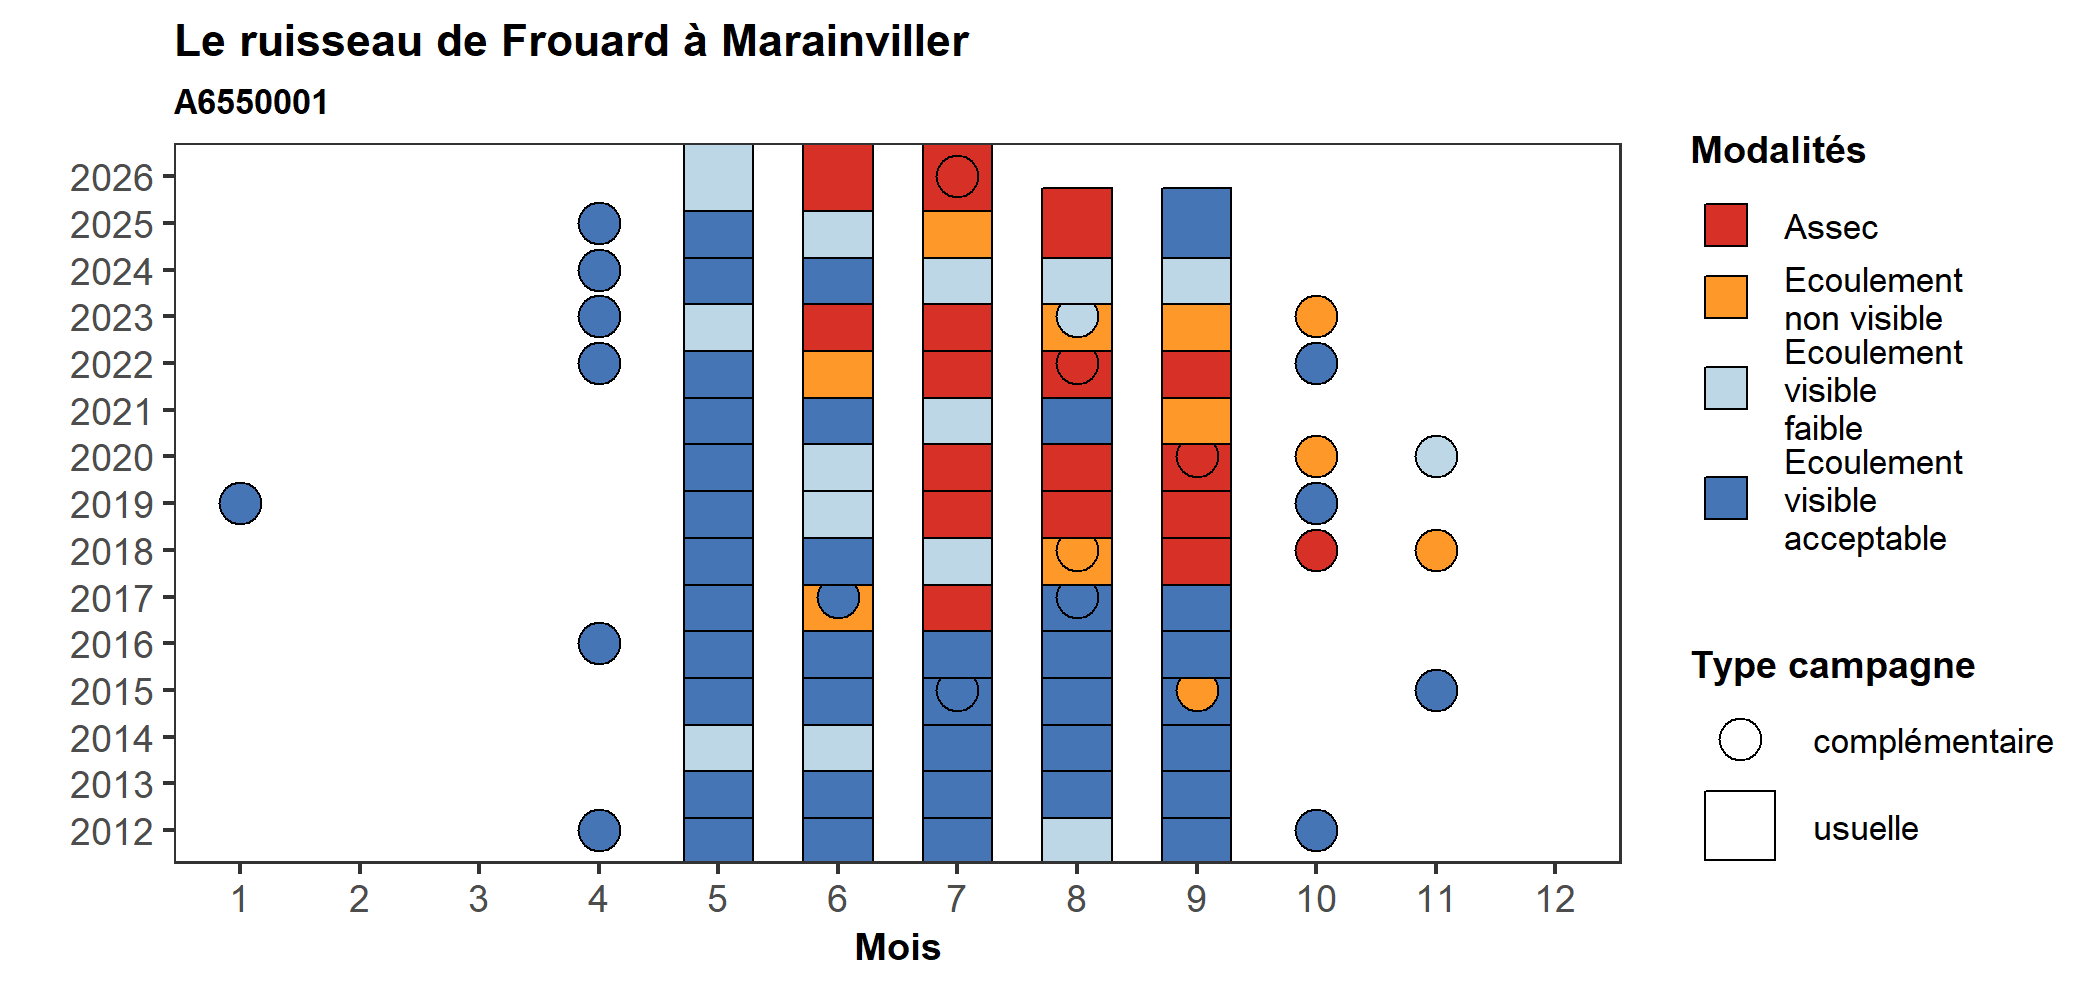 Le ruisseau de Frouard à Marainviller
A6550001
2026
2025
2024
2023
2022
2021
2020
2019
2018
2017
2016
2015
2014
2013
2012
1 2 3 4 5 6 7 8 9 10 11 12
Mois
Modalités
Assec
Ecoulement
non visible
Ecoulement
visible
faible
Ecoulement
visible
acceptable
Type campagne
complémentaire
usuelle